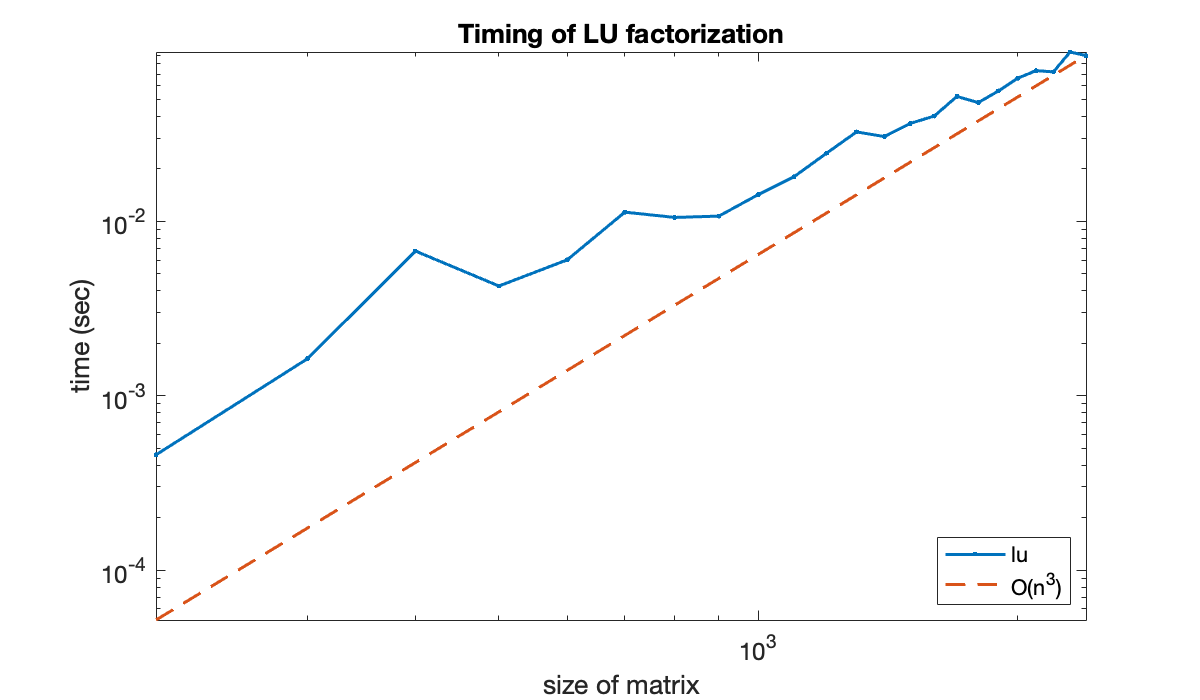 Timing of LU factorization
time (sec)
10^-2
10^-3
10^-4
10^3
size of matrix
lu
O(n^3)